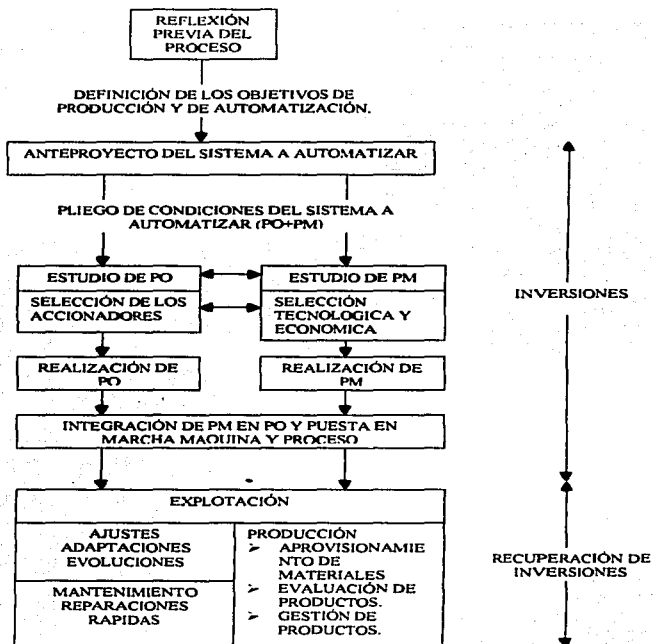 REFLEXIÓN
PREVIA DEL
PROCESO
DEFINICIÓN DE LOS OBJETIVOS DE
PRODUCCIÓN Y DE AUTOMATIZACIÓN.
ANTEPROYECTO DEL SISTEMA A AUTOMATIZAR
PLIEGO DE CONDICIONES DEL SISTEMA A
AUTOMATIZAR (PO+PM)
ESTUDIO DE PO
SELECCIÓN DE LOS
ACCIONADORES
ESTUDIO DE PM
SELECCIÓN
TECNOLOGICA Y
ECONOMICA
INVERSIONES
REALIZACIÓN DE
PO
REALIZACIÓN DE
PM
INTEGRACIÓN DE PM EN PO Y PUESTA EN
MARCHA MAQUINA Y PROCESO
EXPLOTACIÓN
AJUSTES
ADAPTACIONES
EVOLUCIONES
MANTENIMIENTO
REPARACIONES
RAPIDAS
PRODUCCIÓN
➢ APROVISIONAMIE
NTO DE
MATERIALES
➢ EVALUACIÓN DE
PRODUCTOS.
➢ GESTIÓN DE
PRODUCTOS.
RECUPERACIÓN DE
INVERSIONES